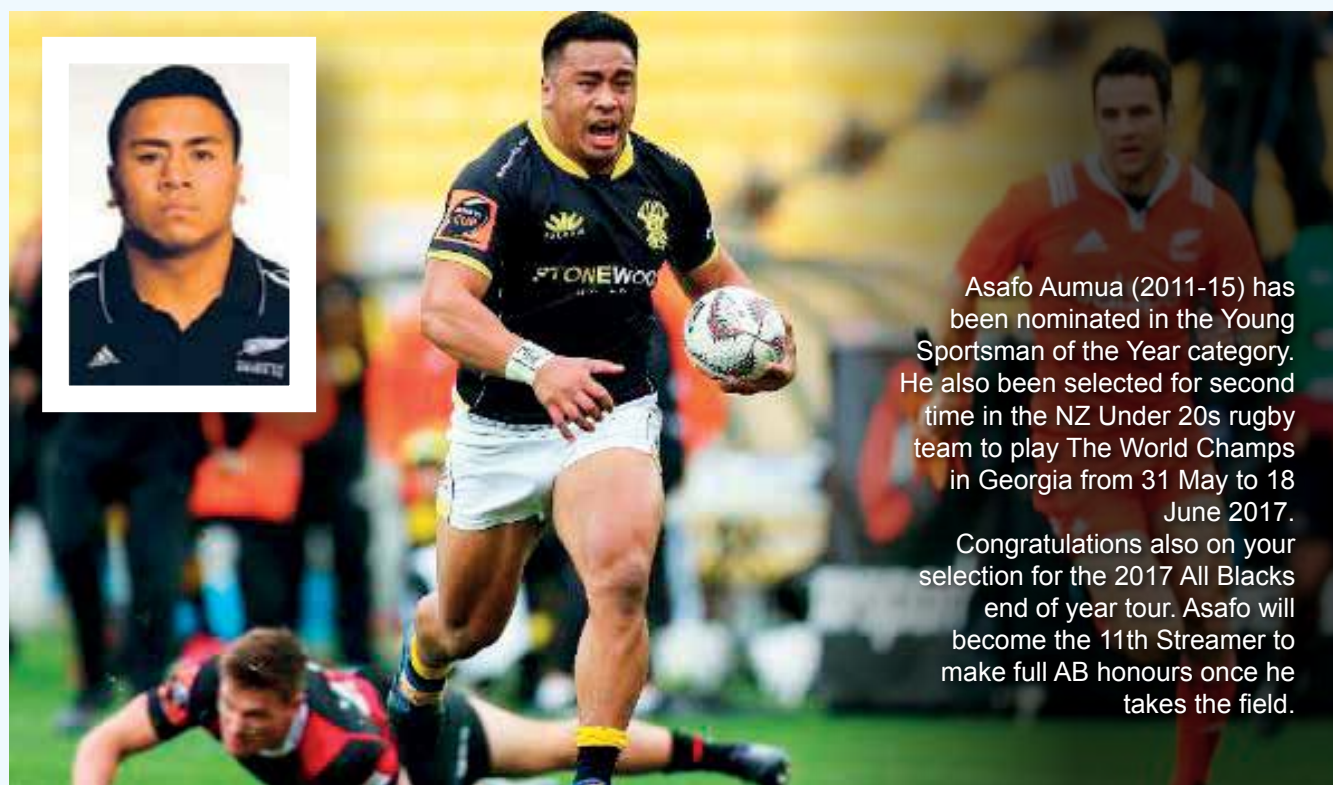 Asafo Aumua (2011-15) has
been nominated in the Young
Sportsman of the Year category.
He also been selected for second
time in the NZ Under 20s rugby
team to play The World Champs
in Georgia from 31 May to 18
June 2017.
Congratulations also on your
selection for the 2017 All Blacks
end of year tour. Asafo will
become the 11th Streamer to
make full AB honours once he
takes the field.
CUP
STONEWOO